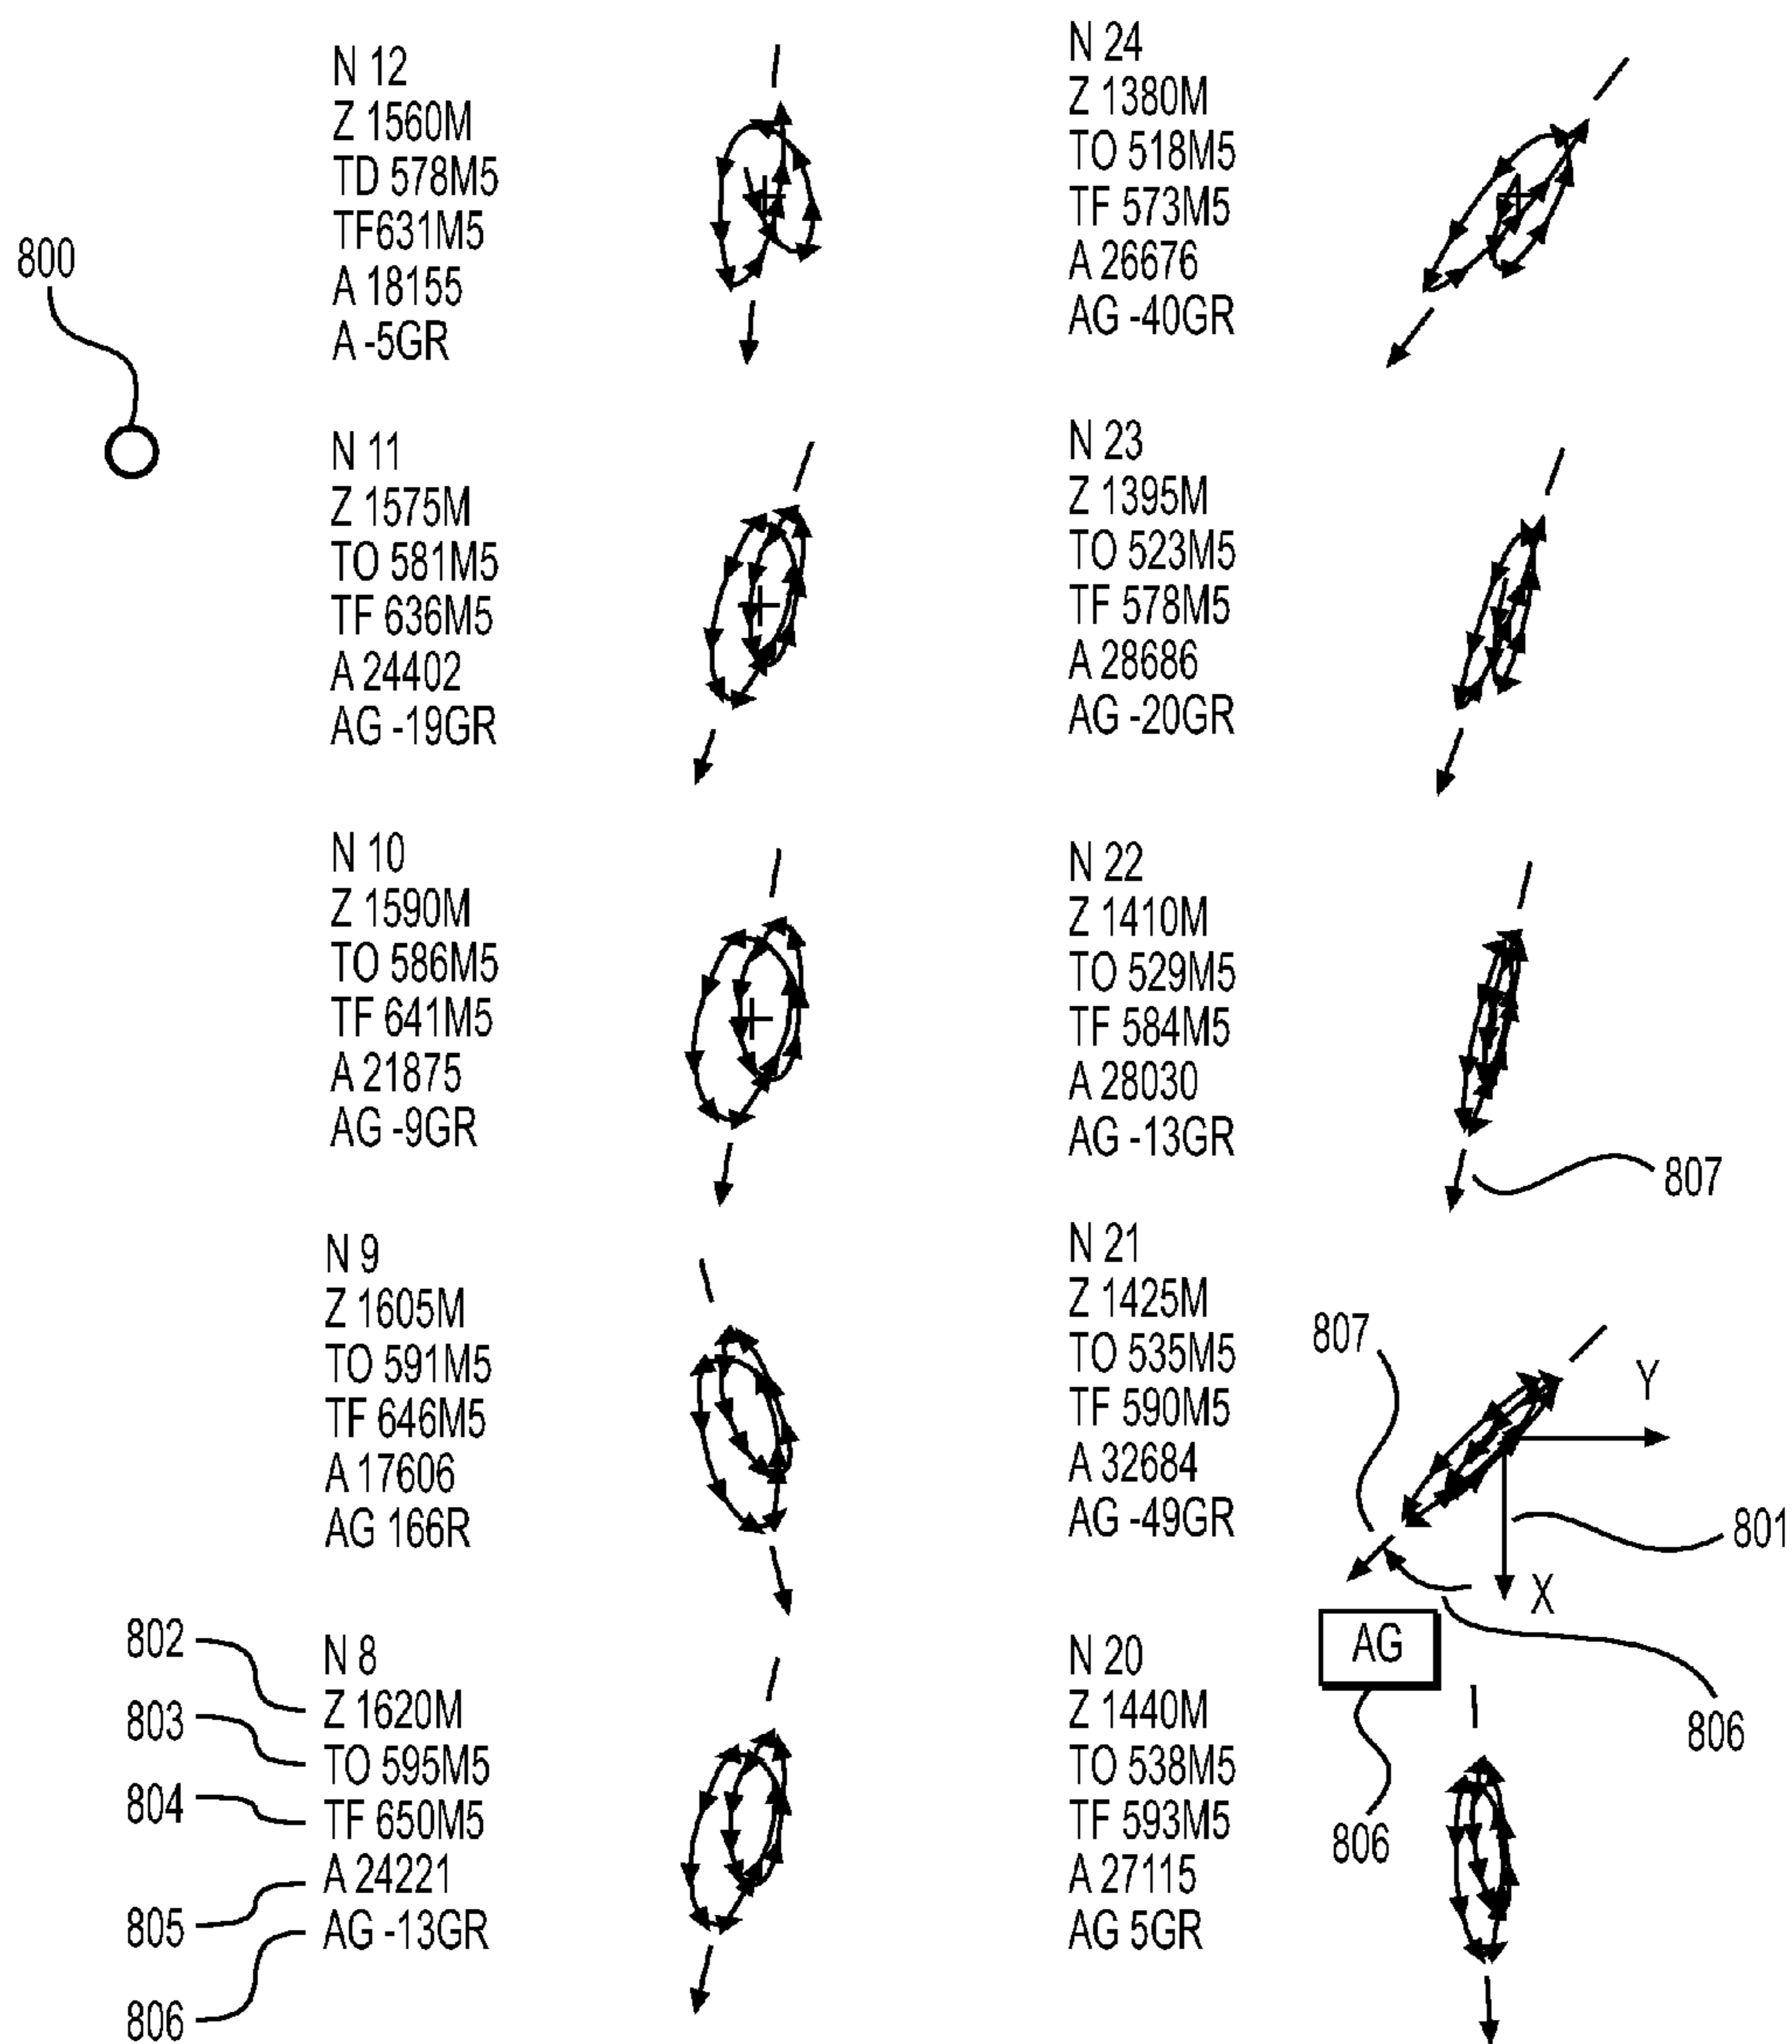 800
N 12
Z 1560M
TD 578M5
TF631M5
A 18155
A -5GR
N 11
Z 1575M
TO 581M5
TF 636M5
A 24402
AG -19GR
N 10
Z 1590M
TO 586M5
TF 641M5
A 21875
AG -9GR
N 9
Z 1605M
TO 591M5
TF 646M5
A 17606
AG 166R
802
803
804
805
806
N 8
Z 1620M
TO 595M5
TF 650M5
A 24221
AG -13GR
N 24
Z 1380M
TO 518M5
TF 573M5
A 26676
AG -40GR
N 23
Z 1395M
TO 523M5
TF 578M5
A 28686
AG -20GR
N 22
Z 1410M
TO 529M5
TF 584M5
A 28030
AG -13GR
807
N 21
Z 1425M
TO 535M5
TF 590M5
A 32684
AG -49GR
807
Y
801
X
AG
806
806
N 20
Z 1440M
TO 538M5
TF 593M5
A 27115
AG 5GR